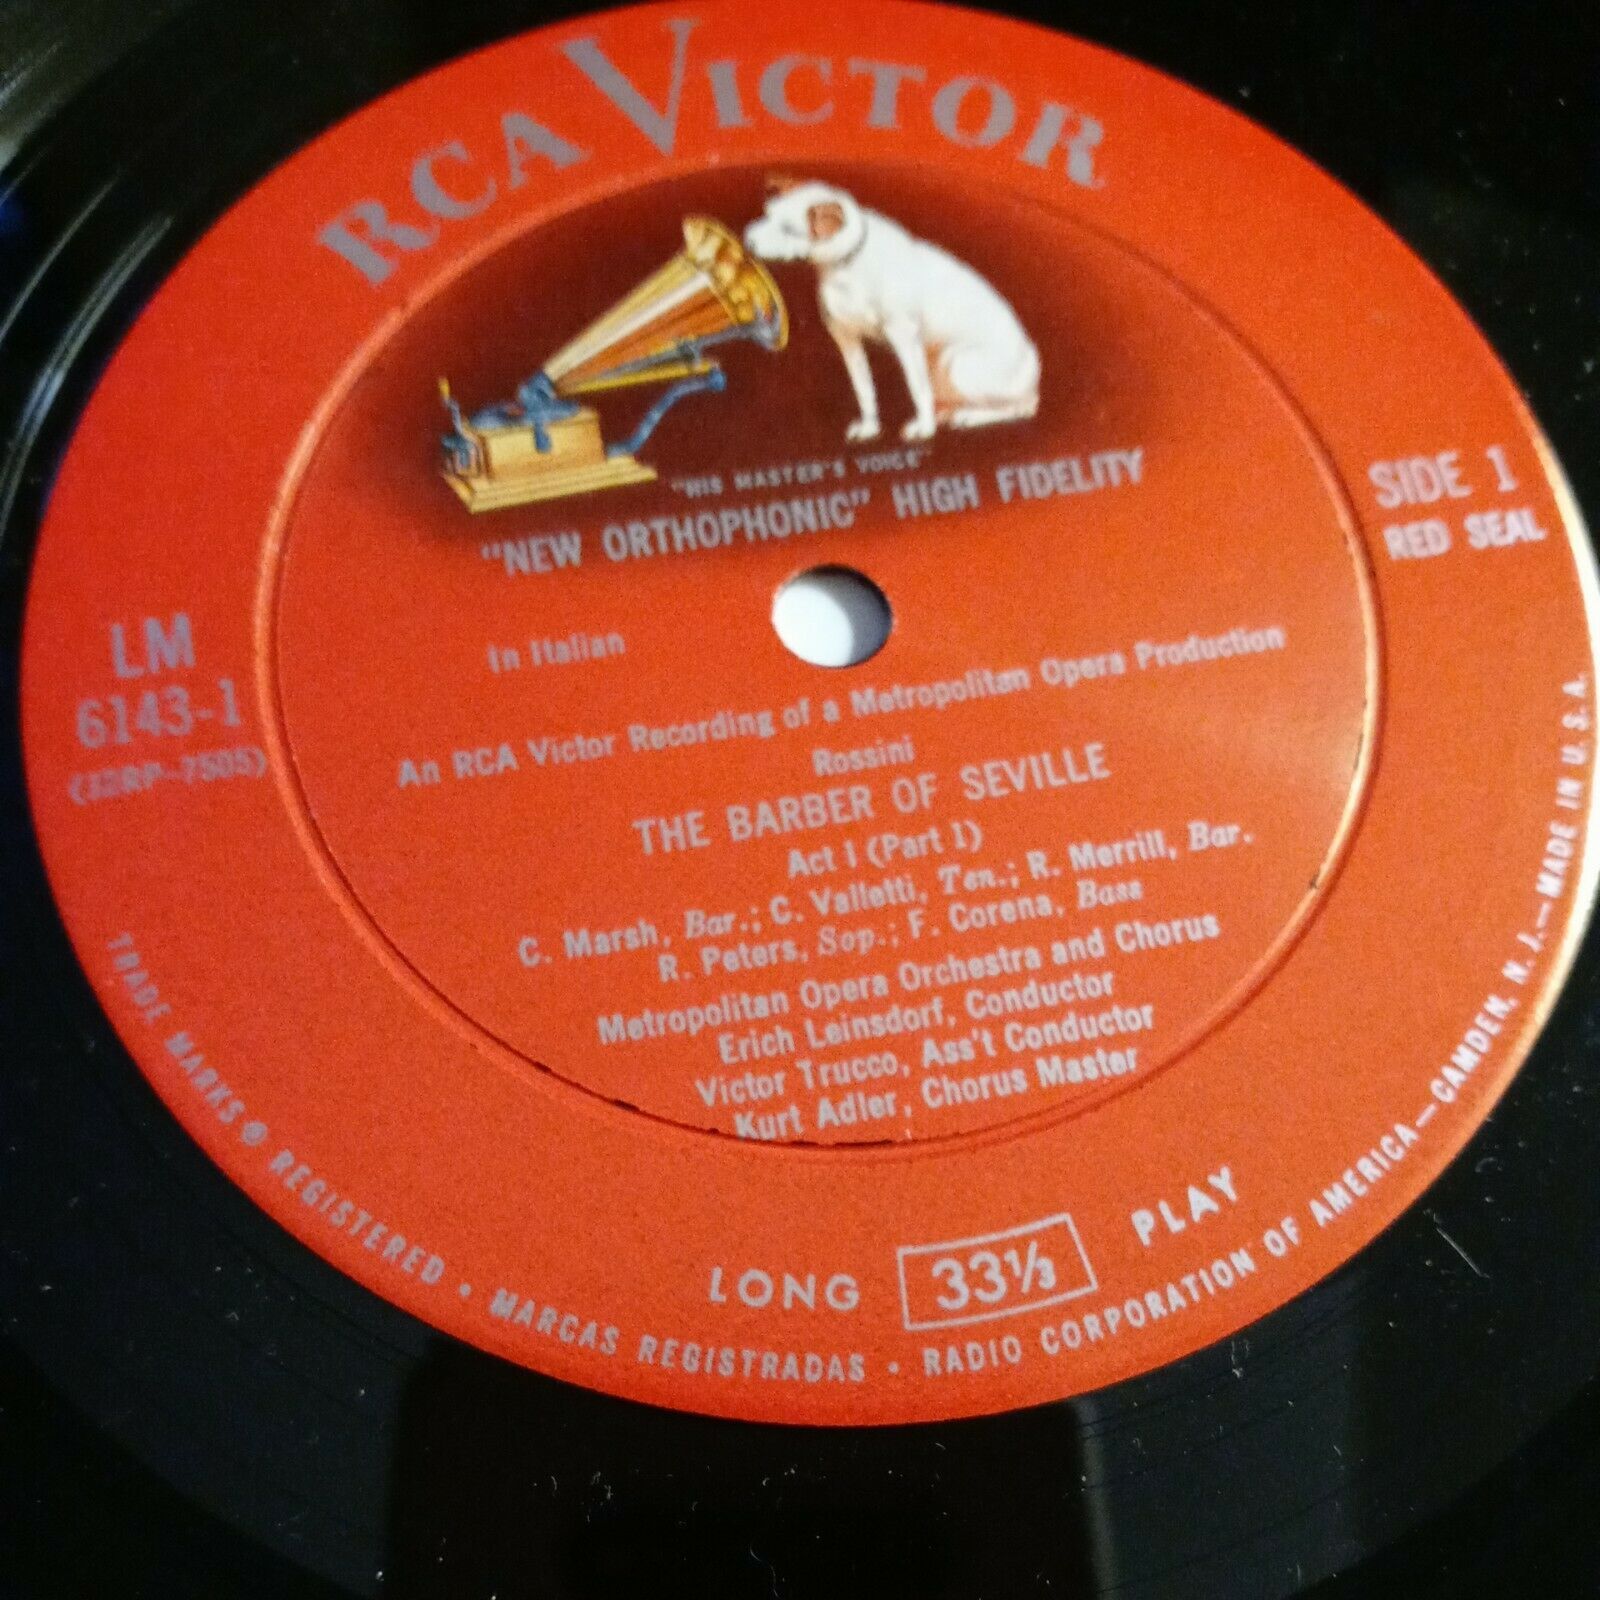 RCA VICTOR
"HIS MASTER'S VOICE"
"NEW ORTHOPHONIC" HIGH FIDELITY
SIDE 1
RED SEAL
LM
6143-1
(J2RP-7505)
In Italian
An RCA Victor Recording of a Metropolitan Opera Production
Rossini
THE BARBER OF SEVILLE
Act I (Part 1)
C. Marsh, Bar.; C. Valletti, Ten.; R. Merrill, Bar.
R. Peters, Sop.; F. Corena, Bass
Metropolitan Opera Orchestra and Chorus
Erich Leinsdorf, Conductor
Victor Trucco, Ass't Conductor
Kurt Adler, Chorus Master
LONG 33⅓ PLAY
TRADE MARKS ® REGISTERED • MARCAS REGISTRADAS • RADIO CORPORATION OF AMERICA—CAMDEN, N. J.—MADE IN U. S. A.